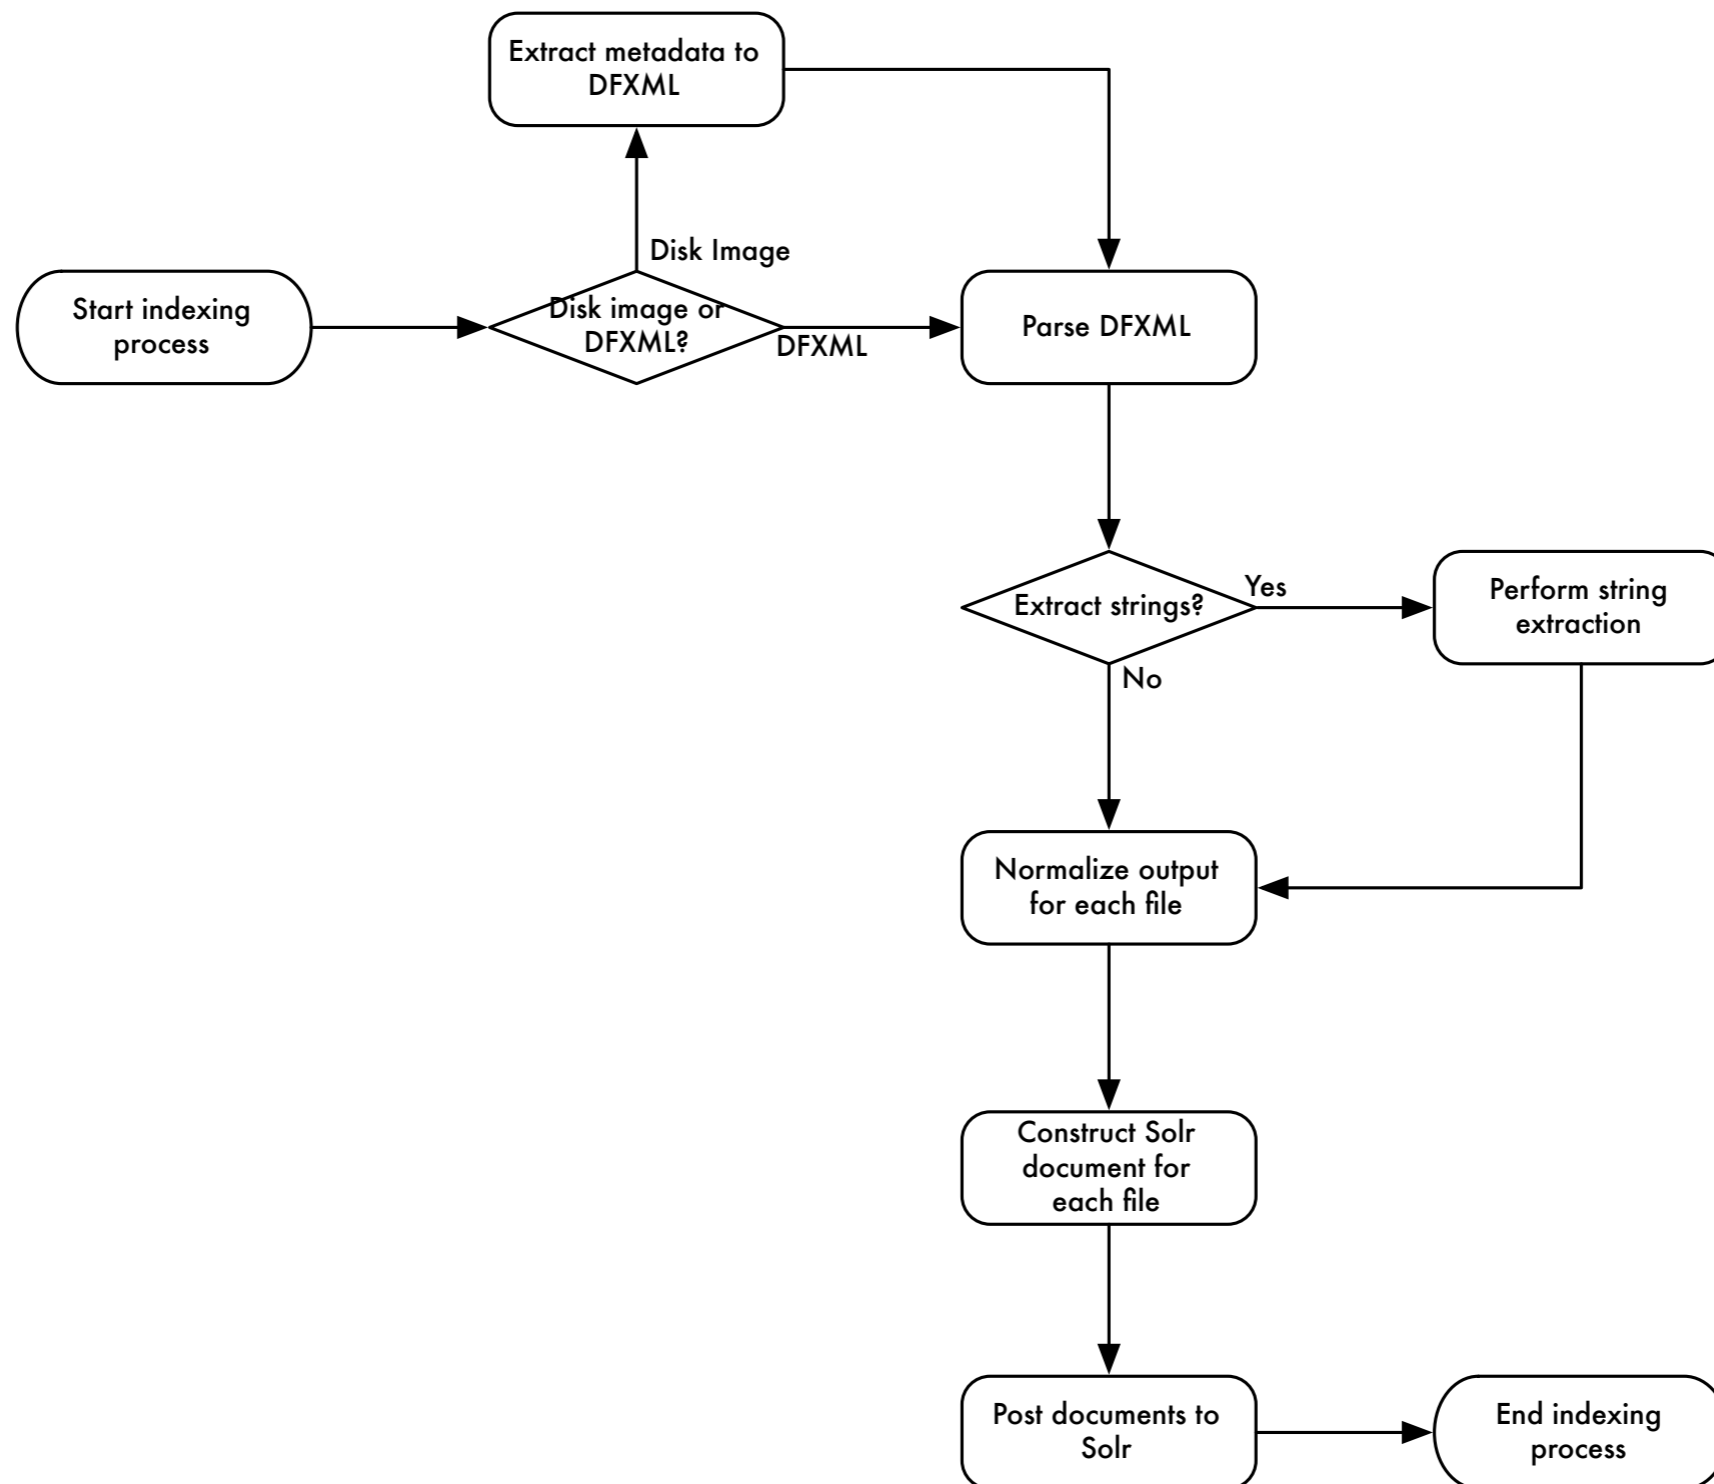 Extract metadata to
DFXML
Disk Image
Start indexing
process
Disk image or
DFXML?
DFXML
Parse DFXML
Extract strings?
Yes
Perform string
extraction
No
Normalize output
for each file
Construct Solr
document for
each file
Post documents to
Solr
End indexing
process